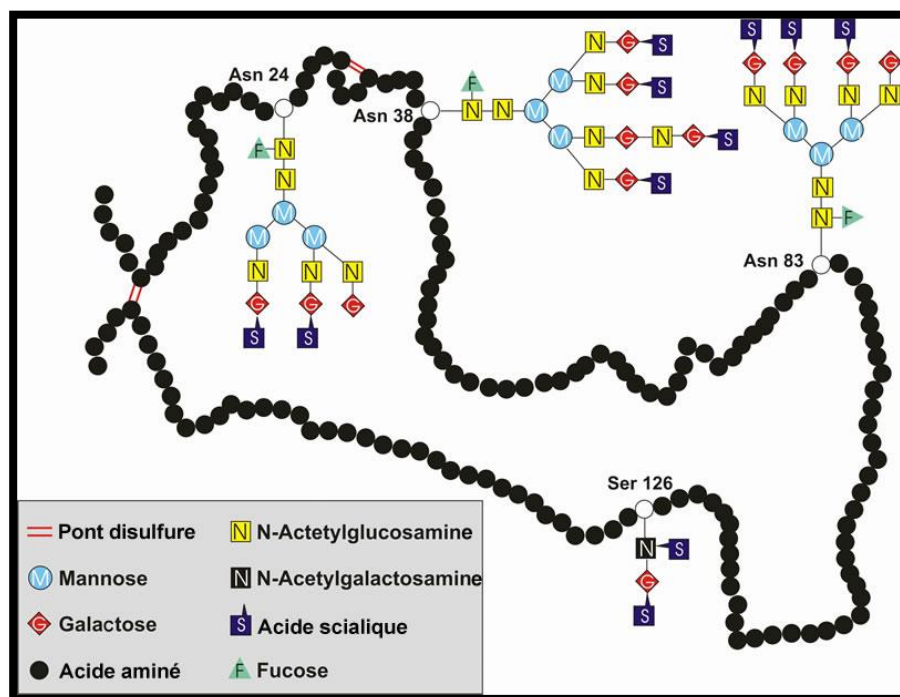 S S S
Asn 24
N G S
G G G G
F
M N G S
N N N N
Asn 38
N N M
M M M
F N
M N G N G S
M
N
N G S
N
M
N F
M M
Asn 83
N N N
G G G
S S
Ser 126
N S
G
S
Pont disulfure
N N-Actetylglucosamine
M Mannose
N N-Acetylgalactosamine
G Galactose
S Acide scialique
Acide aminé
F Fucose